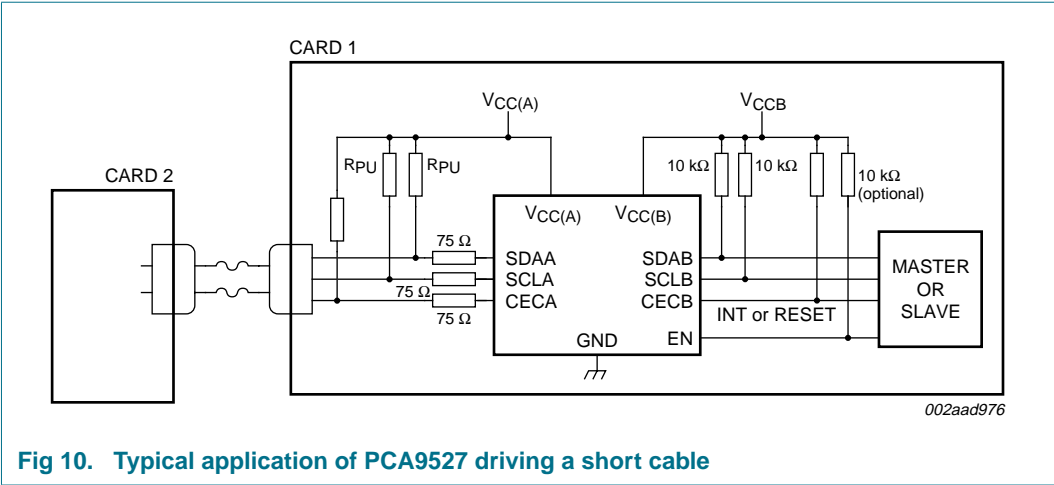 CARD 1
V_CC(A)
V_CCB
R_PU
R_PU
10 kΩ
10 kΩ
10 kΩ
(optional)
CARD 2
V_CC(A)
V_CC(B)
75 Ω
SDAA
SCLA
CECA
75 Ω
75 Ω
SDAB
SCLB
CECB
INT or RESET
GND
EN
MASTER
OR
SLAVE
002aad976
Fig 10. Typical application of PCA9527 driving a short cable